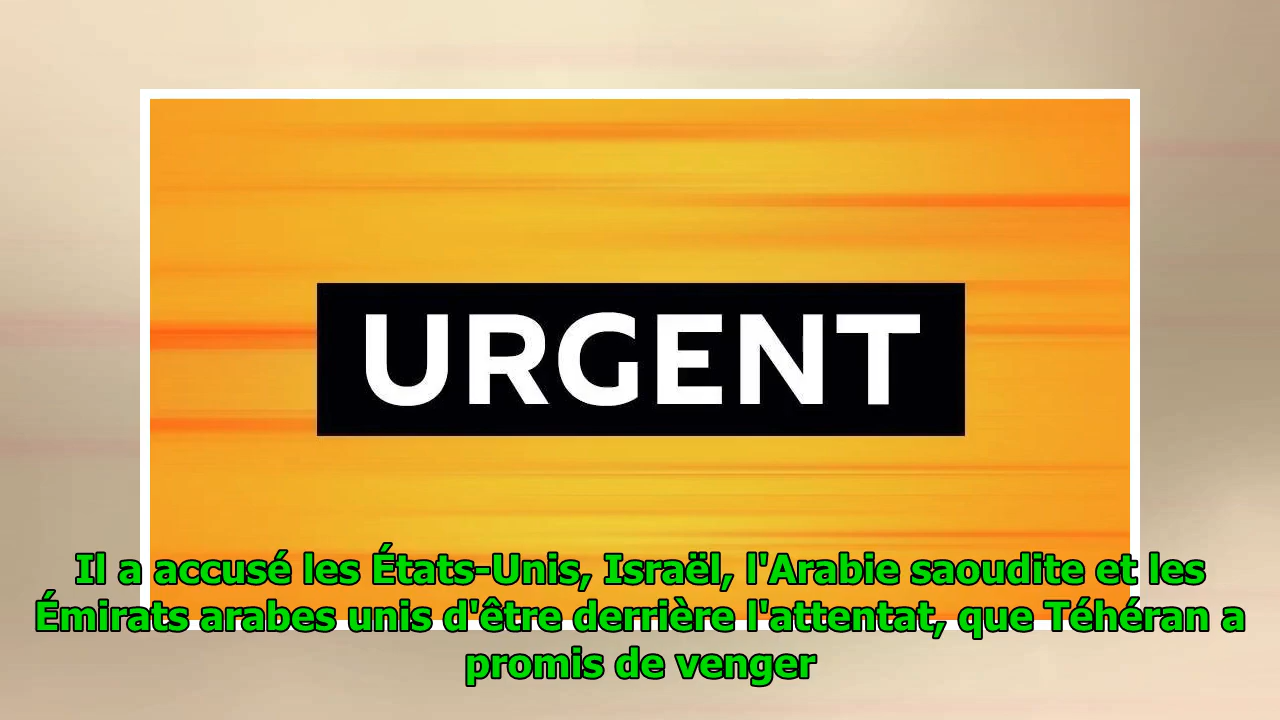 URGENT
Il a accusé les États-Unis, Israël, l'Arabie saoudite et les
Émirats arabes unis d'être derrière l'attentat, que Téhéran a
promis de venger